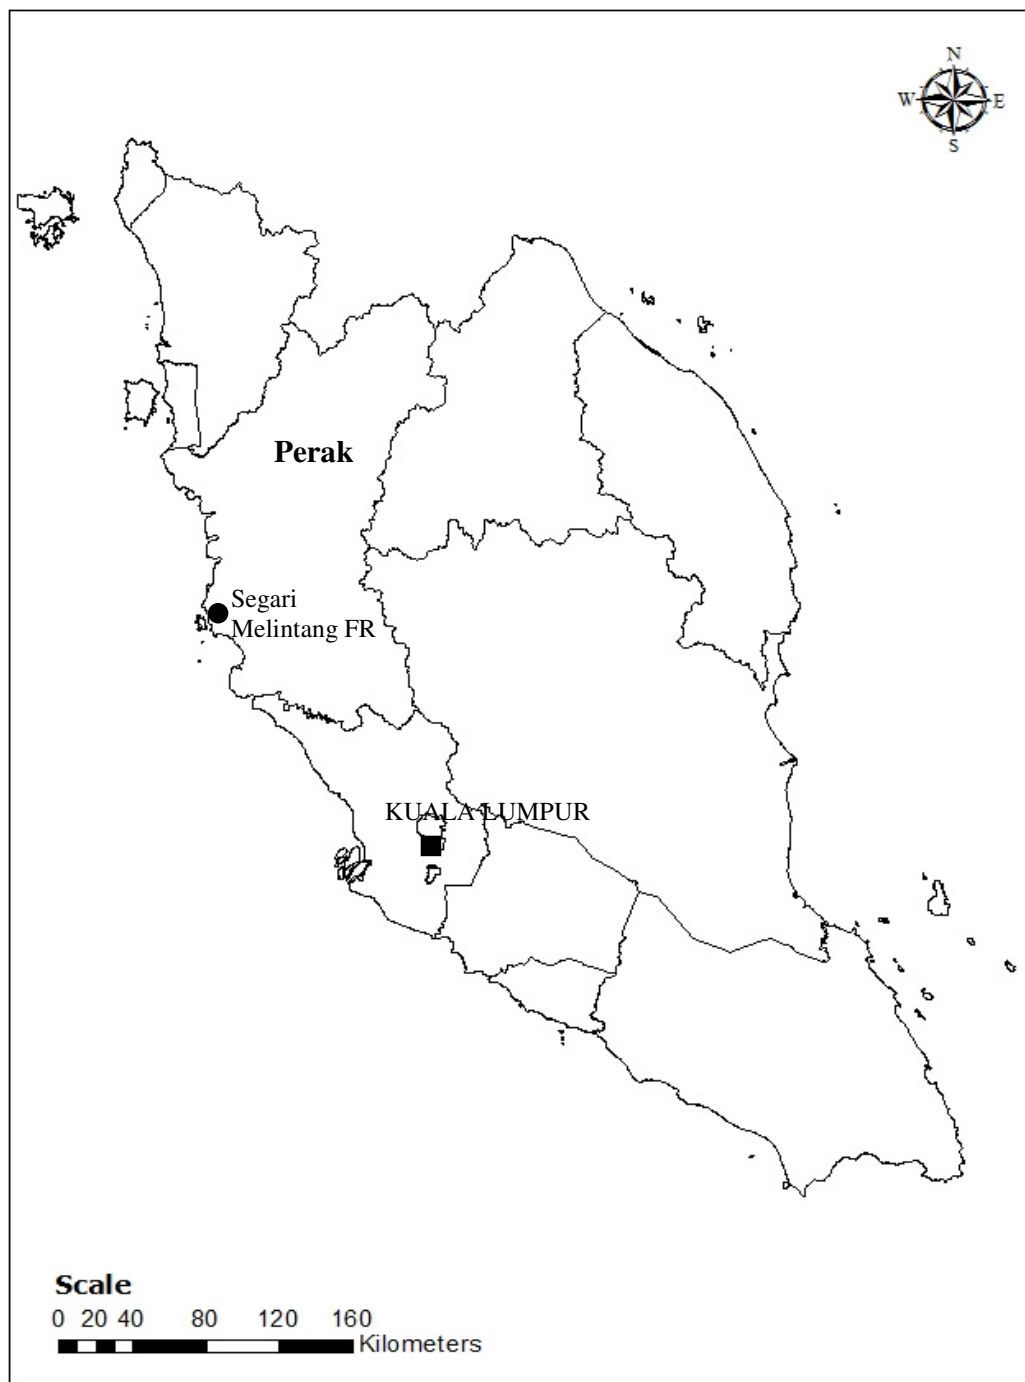 N
W E
S
Perak
Segari
Melintang FR
KUALA LUMPUR
Scale
0 20 40 80 120 160
Kilometers